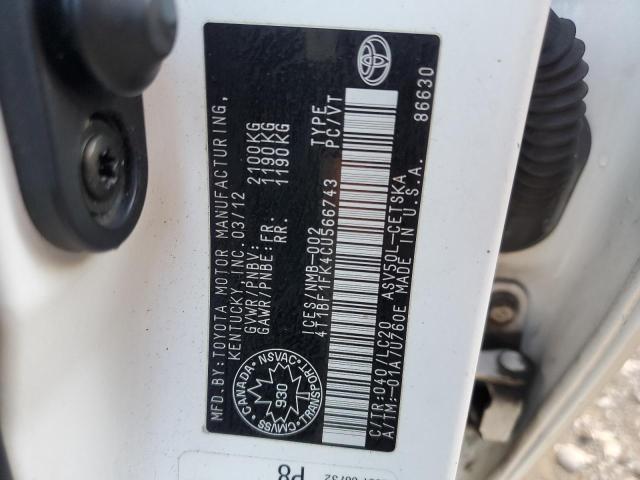 MFD. BY: TOYOTA MOTOR MANUFACTURING,
KENTUCKY, INC. 03/12
GVWR/PNBV: 2100KG
GAWR/PNBE: FR: 1190KG
RR. 1190KG
ICES/NMB-002 TYPE
4T1BF1FK4CU566743 PC/VT
CANADA · NSVAC
930
CM/VSS TRANSPORT
C/TR: 040/LC20 ASV50L-CETSKA
A/TM: -01A/U760E MADE IN U.S.A. 86630
P8